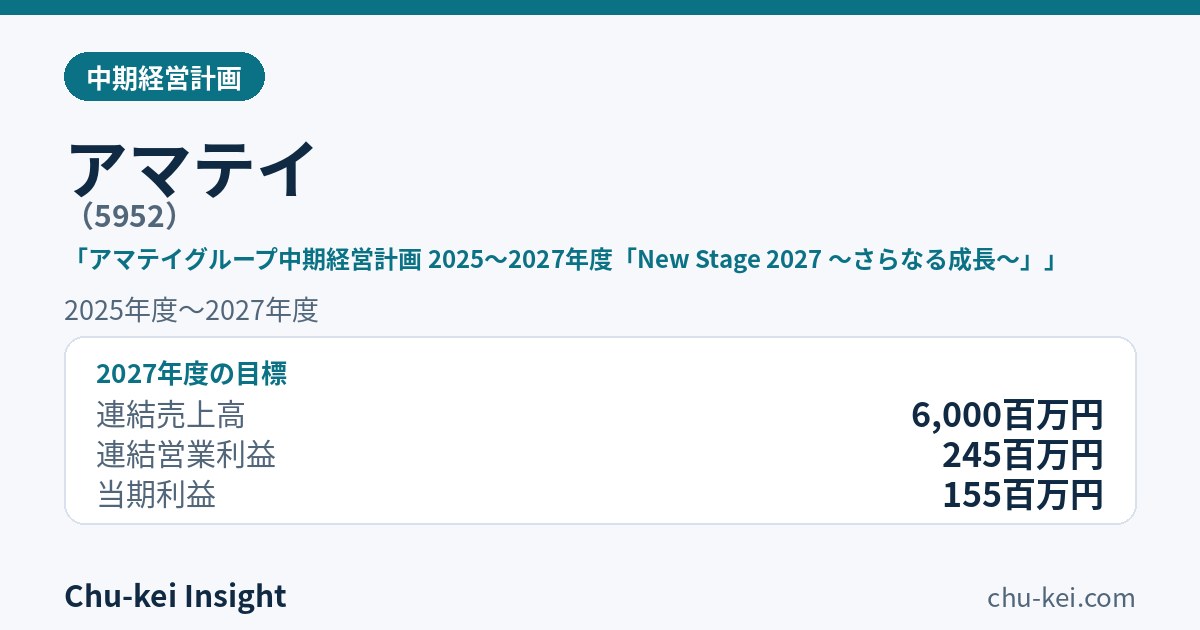 中期経営計画
アマテイ
（5952）
「アマテイグループ中期経営計画 2025～2027年度「New Stage 2027 ～さらなる成長～」」
2025年度～2027年度
2027年度の目標
連結売上高 6,000百万円
連結営業利益 245百万円
当期利益 155百万円
Chu-kei Insight chu-kei.com